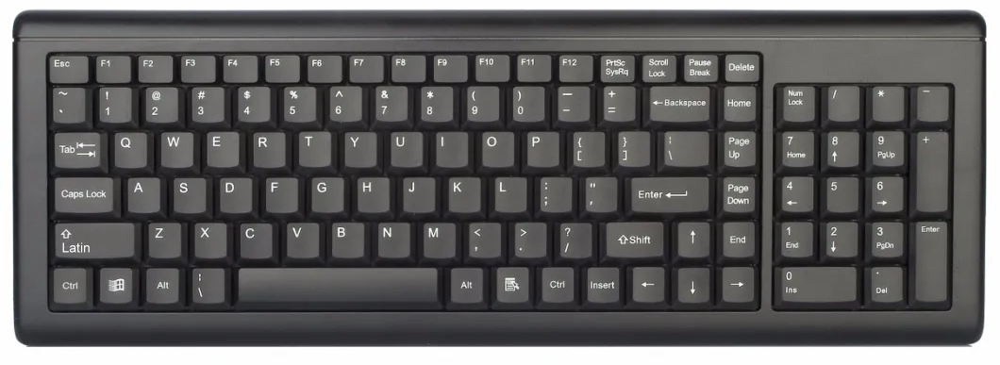 Esc F1 F2 F3 F4 F5 F6 F7 F8 F9 F10 F11 F12 PrtSc SysRq Scroll Lock Pause Break Delete
~ ` ! 1 @ 2 # 3 $ 4 % 5 ^ 6 & 7 * 8 ( 9 ) 0 — - + = ←Backspace Home Num Lock / * -
Tab Q W E R T Y U I O P { [ } ] ¦ \ Page Up 7 Home 8 ↑ 9 PgUp +
Caps Lock A S D F G H J K L : ; " , Enter Page Down 4 ← 5 6 →
⇧ Latin Z X C V B N M < , > . ? / ⇧Shift ↑ End 1 End 2 ↓ 3 PgDn Enter
Ctrl Alt ¦ \ Alt Ctrl Insert ← ↓ → 0 Ins . Del